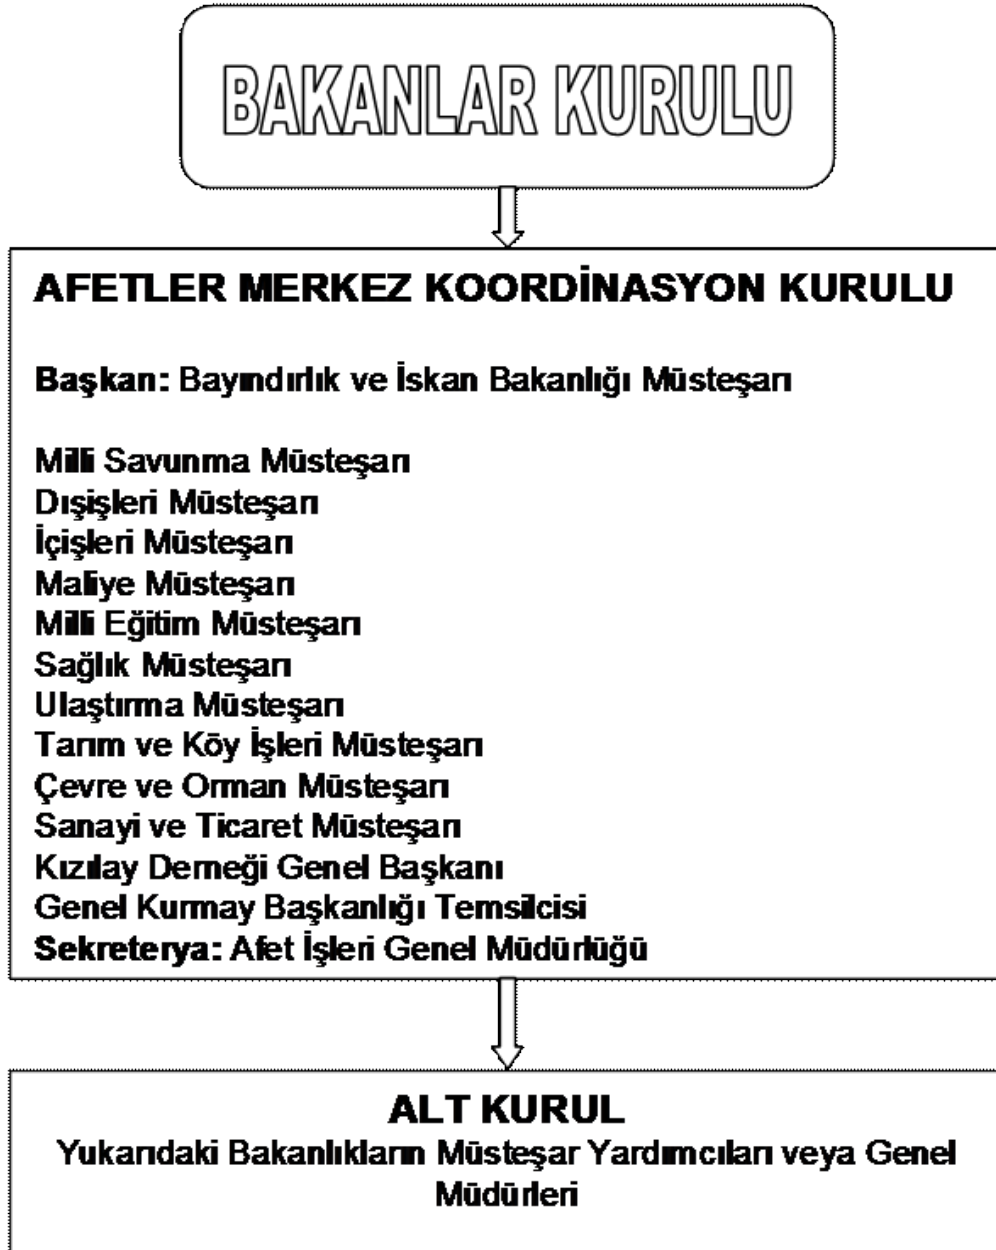 BAKANLAR KURULU
AFETLER MERKEZ KOORDİNASYON KURULU
Başkan: Bayındırlık ve İskan Bakanlığı Müsteşarı
Milli Savunma Müsteşarı
Dışişleri Müsteşarı
İçişleri Müsteşarı
Maliye Müsteşarı
Milli Eğitim Müsteşarı
Sağlık Müsteşarı
Ulaştırma Müsteşarı
Tarım ve Köy İşleri Müsteşarı
Çevre ve Orman Müsteşarı
Sanayi ve Ticaret Müsteşarı
Kızılay Derneği Genel Başkanı
Genel Kurmay Başkanlığı Temsilcisi
Sekreterya: Afet İşleri Genel Müdürlüğü
ALT KURUL
Yukarıdaki Bakanlıkların Müsteşar Yardımcıları veya Genel
Müdürleri